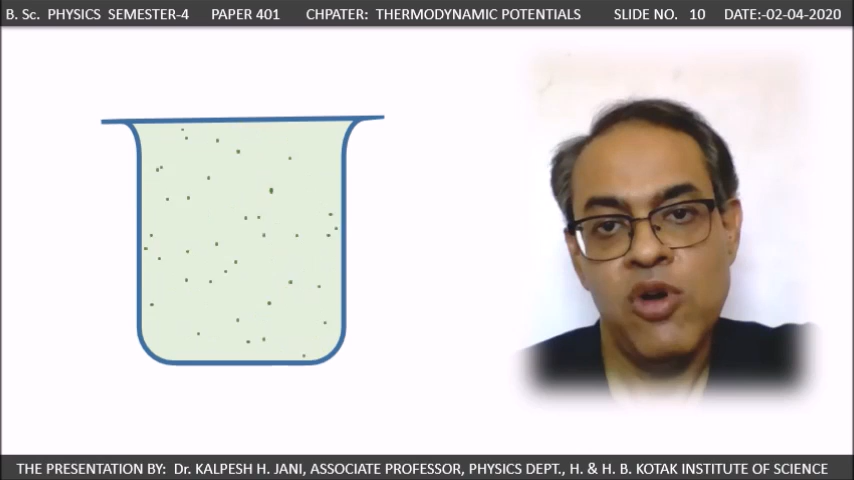 B. Sc. PHYSICS SEMESTER-4 PAPER 401 CHPATER: THERMODYNAMIC POTENTIALS SLIDE NO. 10 DATE:-02-04-2020
THE PRESENTATION BY: Dr. KALPESH H. JANI, ASSOCIATE PROFESSOR, PHYSICS DEPT., H. & H. B. KOTAK INSTITUTE OF SCIENCE